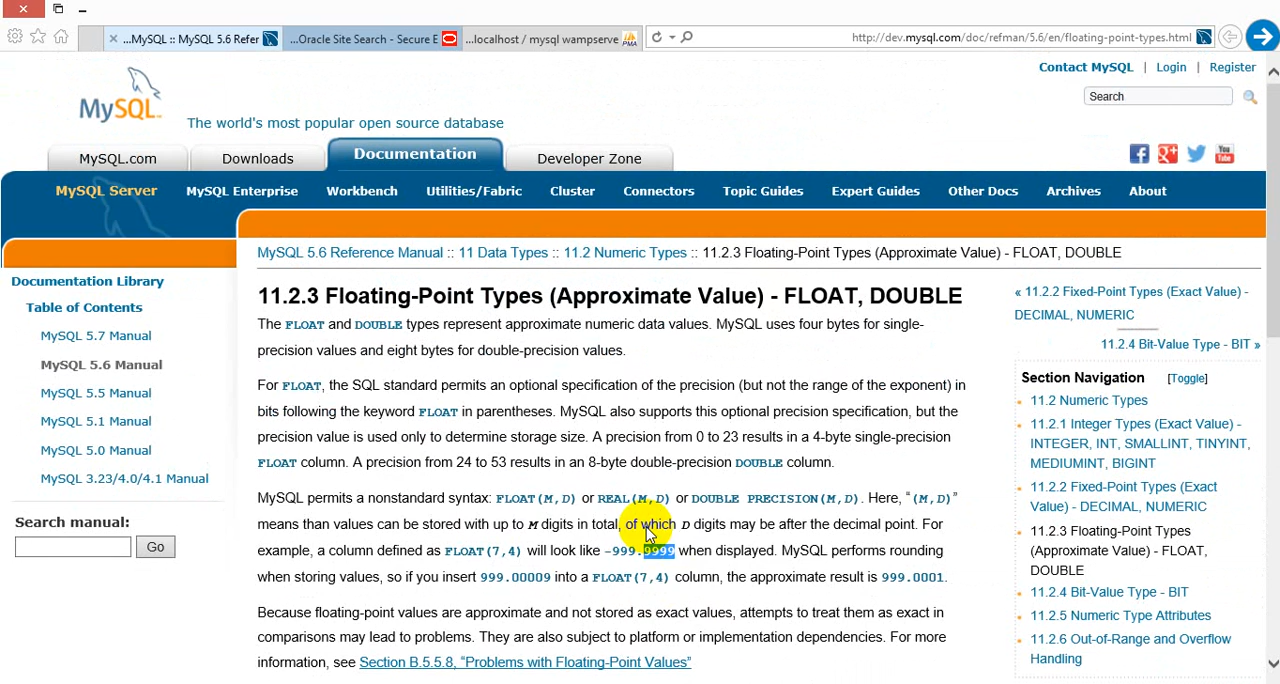 ...MySQL :: MySQL 5.6 Refer
...Oracle Site Search - Secure E
...localhost / mysql wampserve
PMA
http://dev.mysql.com/doc/refman/5.6/en/floating-point-types.html
Contact MySQL | Login | Register
Search
MySQL
The world's most popular open source database
MySQL.com
Downloads
Documentation
Developer Zone
You Tube
MySQL Server
MySQL Enterprise
Workbench
Utilities/Fabric
Cluster
Connectors
Topic Guides
Expert Guides
Other Docs
Archives
About
Documentation Library
Table of Contents
MySQL 5.7 Manual
MySQL 5.6 Manual
MySQL 5.5 Manual
MySQL 5.1 Manual
MySQL 5.0 Manual
MySQL 3.23/4.0/4.1 Manual
Search manual:
Go
MySQL 5.6 Reference Manual :: 11 Data Types :: 11.2 Numeric Types :: 11.2.3 Floating-Point Types (Approximate Value) - FLOAT, DOUBLE
11.2.3 Floating-Point Types (Approximate Value) - FLOAT, DOUBLE
The FLOAT and DOUBLE types represent approximate numeric data values. MySQL uses four bytes for single-
precision values and eight bytes for double-precision values.
For FLOAT, the SQL standard permits an optional specification of the precision (but not the range of the exponent) in
bits following the keyword FLOAT in parentheses. MySQL also supports this optional precision specification, but the
precision value is used only to determine storage size. A precision from 0 to 23 results in a 4-byte single-precision
FLOAT column. A precision from 24 to 53 results in an 8-byte double-precision DOUBLE column.
MySQL permits a nonstandard syntax: FLOAT(M,D) or REAL(M,D) or DOUBLE PRECISION(M,D). Here, “(M,D)”
means than values can be stored with up to M digits in total, of which D digits may be after the decimal point. For
example, a column defined as FLOAT(7,4) will look like -999.9999 when displayed. MySQL performs rounding
when storing values, so if you insert 999.00009 into a FLOAT(7,4) column, the approximate result is 999.0001.
Because floating-point values are approximate and not stored as exact values, attempts to treat them as exact in
comparisons may lead to problems. They are also subject to platform or implementation dependencies. For more
information, see Section B.5.5.8, “Problems with Floating-Point Values”
« 11.2.2 Fixed-Point Types (Exact Value) -
DECIMAL, NUMERIC
11.2.4 Bit-Value Type - BIT »
Section Navigation [Toggle]
11.2 Numeric Types
11.2.1 Integer Types (Exact Value) -
INTEGER, INT, SMALLINT, TINYINT,
MEDIUMINT, BIGINT
11.2.2 Fixed-Point Types (Exact
Value) - DECIMAL, NUMERIC
11.2.3 Floating-Point Types
(Approximate Value) - FLOAT,
DOUBLE
11.2.4 Bit-Value Type - BIT
11.2.5 Numeric Type Attributes
11.2.6 Out-of-Range and Overflow
Handling